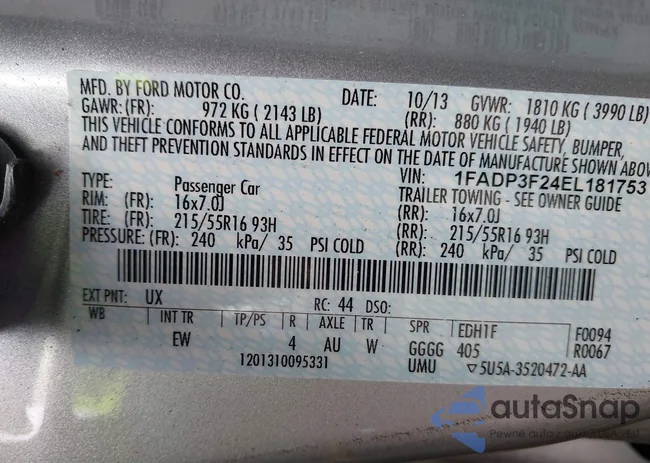 MFD. BY FORD MOTOR CO. DATE: 10/13 GVWR: 1810 KG ( 3990 LB)
GAWR: (FR): 972 KG ( 2143 LB) (RR): 880 KG ( 1940 LB)
THIS VEHICLE CONFORMS TO ALL APPLICABLE FEDERAL MOTOR VEHICLE SAFETY, BUMPER,
AND THEFT PREVENTION STANDARDS IN EFFECT ON THE DATE OF MANUFACTURE SHOWN ABOV
VIN: 1FADP3F24EL181753
TYPE: Passenger Car TRAILER TOWING - SEE OWNER GUIDE
RIM: (FR): 16x7.0J (RR): 16x7.0J
TIRE: (FR): 215/55R16 93H (RR): 215/55R16 93H
PRESSURE: (FR): 240 kPa/ 35 PSI COLD (RR): 240 kPa/ 35 PSI COLD
EXT PNT: UX RC: 44 DSO:
WB INT TR TP/PS R AXLE TR SPR EDH1F F0094
EW 4 AU W GGGG 405 R0067
1201310095331 UMU ▽5U5A-3520472-AA
autaSnap
Pewne auto z